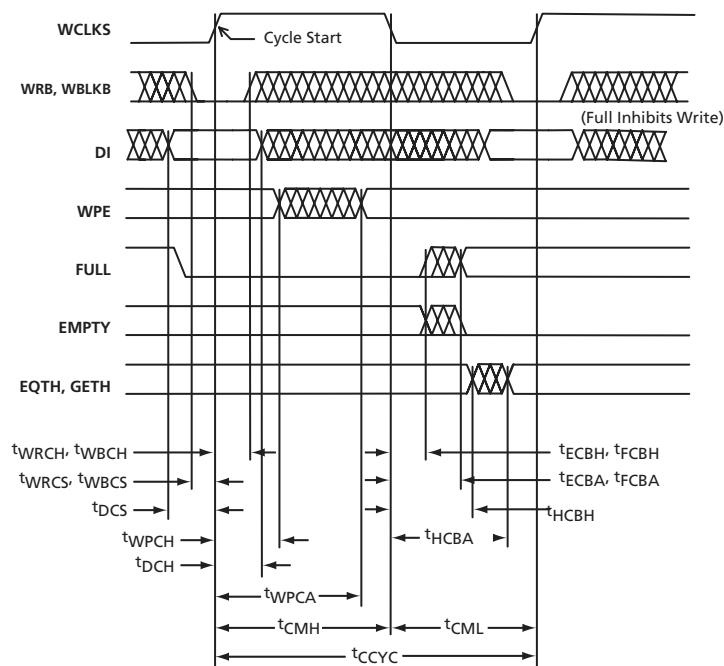 WCLKS
Cycle Start
WRB, WBLKB
(Full Inhibits Write)
DI
WPE
FULL
EMPTY
EQTH, GETH
tWRCH, tWBCH
tECBH, tFCBH
tWRCS, tWBCS
tECBA, tFCBA
tDCS
tHCBH
tWPCH
tHCBA
tDCH
tWPCA
tCMH
tCML
tCCYC